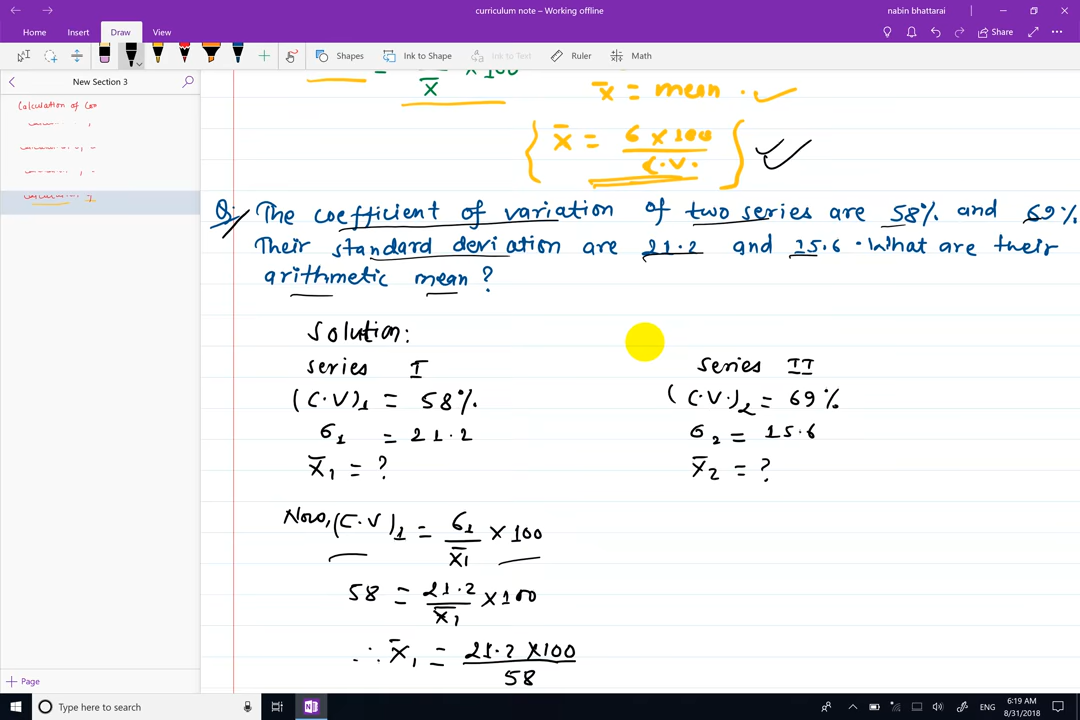 curriculum note – Working offline
nabin bhattarai
Home Insert Draw View
Share
Shapes Ink to Shape Ink to Text Ruler Math
New Section 3
Calculation of
x̄ × 100
x̄ = mean .
{ x̄ = σ × 100 / C.V. }
Q: The coefficient of variation of two series are 58% and 69%.
Their standard deviation are 21.2 and 15.6 . What are their
arithmetic mean ?
Solution:
series I series II
(C.V)₁ = 58% (C.V.)₂ = 69%
σ₁ = 21.2 σ₂ = 15.6
x̄₁ = ? x̄₂ = ?
Now, (C.V)₁ = σ₁ / x̄₁ × 100
58 = 21.2 / x̄₁ × 100
∴ x̄₁ = 21.2 × 100 / 58
+ Page
Type here to search
ENG
6:19 AM
8/31/2018